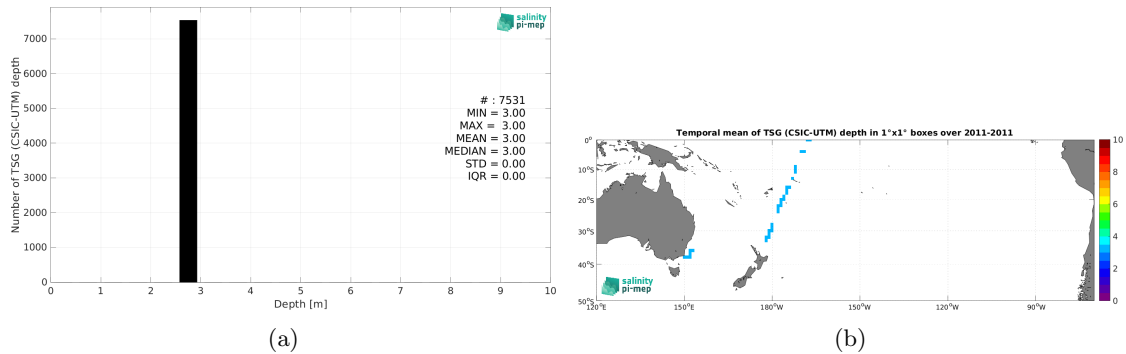 salinity
pi-mep
Number of TSG (CSIC-UTM) depth
7000
6000
5000
4000
3000
2000
1000
0
# : 7531
MIN = 3.00
MAX = 3.00
MEAN = 3.00
MEDIAN = 3.00
STD = 0.00
IQR = 0.00
0 1 2 3 4 5 6 7 8 9 10
Depth [m]
(a)
Temporal mean of TSG (CSIC-UTM) depth in 1°x1° boxes over 2011-2011
0°
10°S
20°S
30°S
40°S
50°S
120°E 150°E 180°W 150°W 120°W 90°W
salinity
pi-mep
10
8
6
4
2
0
(b)